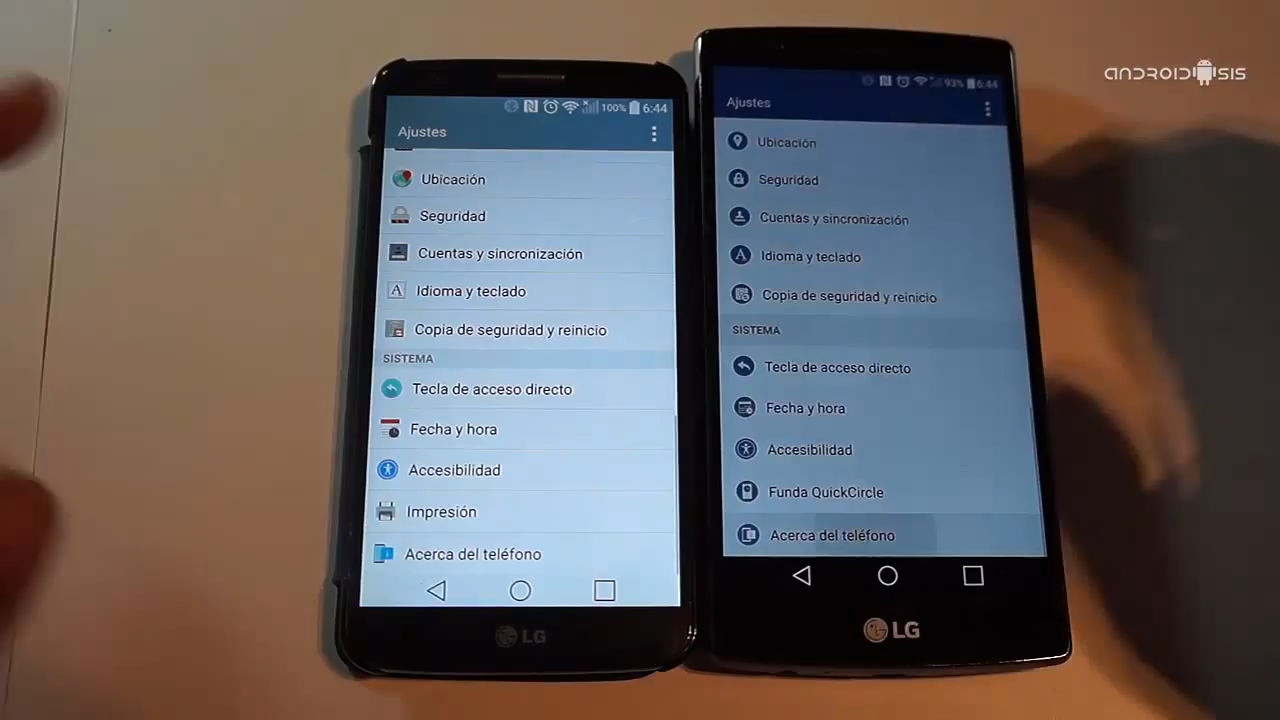 ANDROIDSIS
100% 6:44
Ajustes
Ubicación
Seguridad
Cuentas y sincronización
Idioma y teclado
Copia de seguridad y reinicio
SISTEMA
Tecla de acceso directo
Fecha y hora
Accesibilidad
Impresión
Acerca del teléfono
LG
93% 6:44
Ajustes
Ubicación
Seguridad
Cuentas y sincronización
Idioma y teclado
Copia de seguridad y reinicio
SISTEMA
Tecla de acceso directo
Fecha y hora
Accesibilidad
Funda QuickCircle
Acerca del teléfono
LG